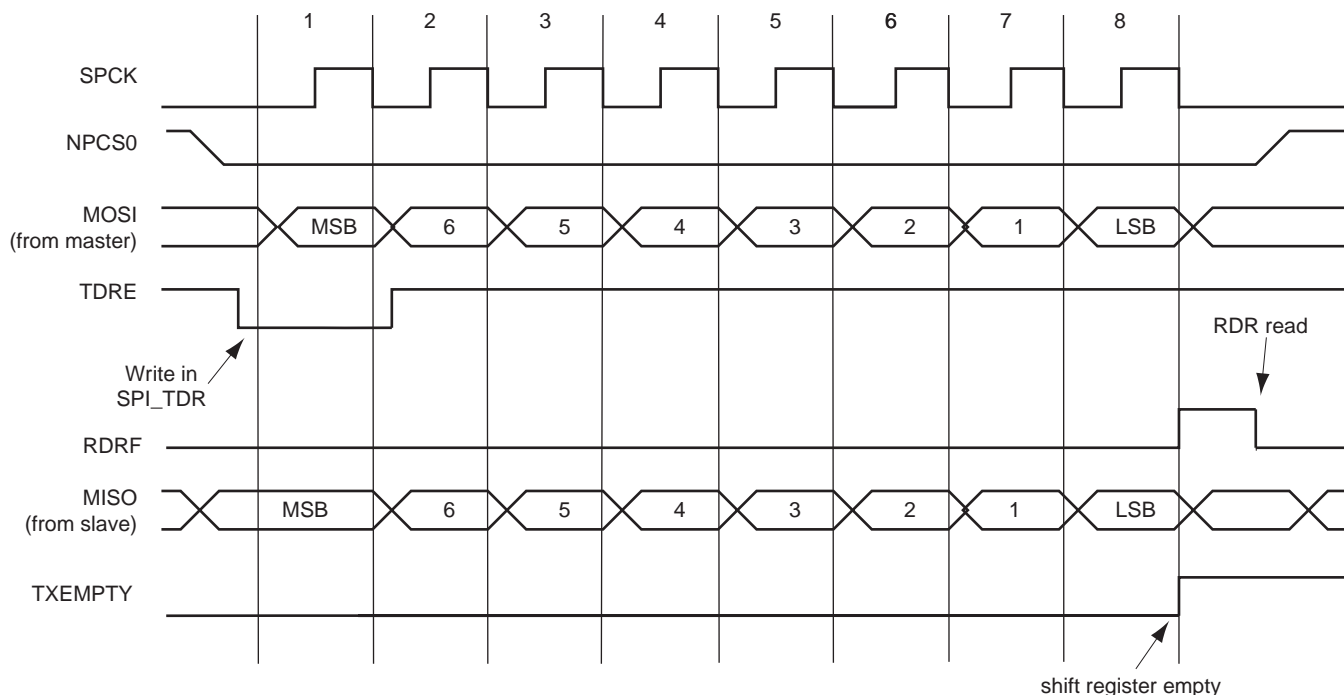 1 2 3 4 5 6 7 8
SPCK
NPCS0
MOSI
(from master)
MSB 6 5 4 3 2 1 LSB
TDRE
RDR read
Write in
SPI_TDR
RDRF
MISO
(from slave)
MSB 6 5 4 3 2 1 LSB
TXEMPTY
shift register empty